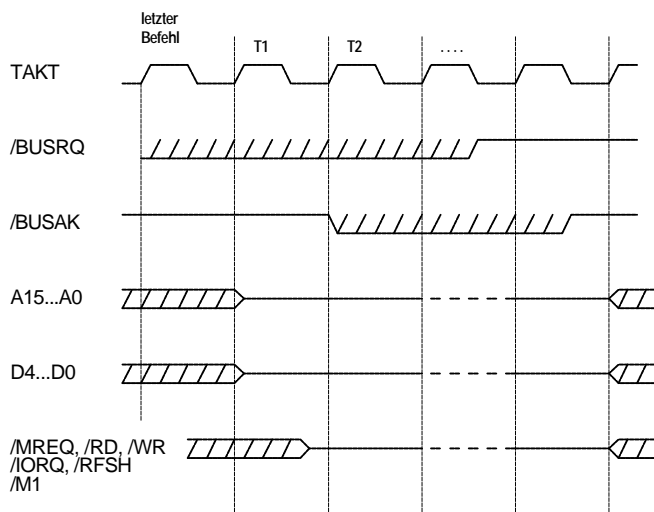 letzter
Befehl
T1
T2
....
TAKT
/BUSRQ
/BUSAK
A15...A0
D4...D0
/MREQ, /RD, /WR
/IORQ, /RFSH
/M1